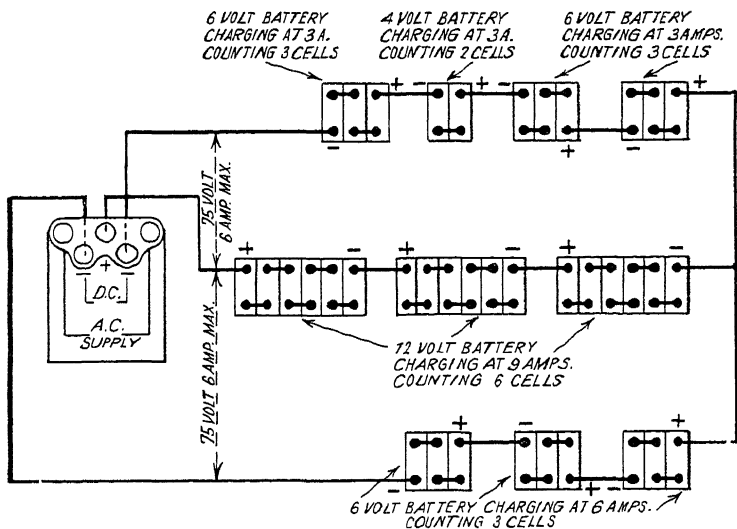 6 VOLT BATTERY
CHARGING AT 3A.
COUNTING 3 CELLS
4 VOLT BATTERY
CHARGING AT 3A.
COUNTING 2 CELLS
6 VOLT BATTERY
CHARGING AT 3 AMPS.
COUNTING 3 CELLS
+ - + - +
- + -
75 VOLT
6 AMP. MAX.
+ - + - + -
- + -
D.C.
A.C.
SUPPLY
12 VOLT BATTERY
CHARGING AT 9 AMPS.
COUNTING 6 CELLS
75 VOLT 6 AMP. MAX.
+ - +
- + -
6 VOLT BATTERY CHARGING AT 6 AMPS.
COUNTING 3 CELLS